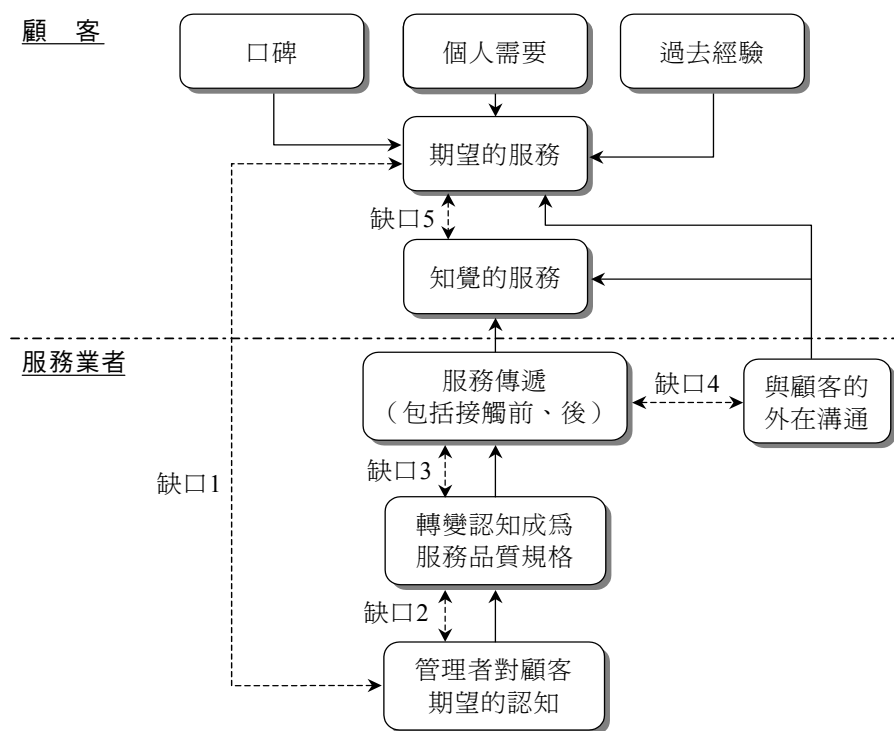 顧 客
口碑
個人需要
過去經驗
期望的服務
缺口5
知覺的服務
服務業者
服務傳遞
（包括接觸前、後）
缺口4
與顧客的
外在溝通
缺口3
缺口1
轉變認知成爲
服務品質規格
缺口2
管理者對顧客
期望的認知